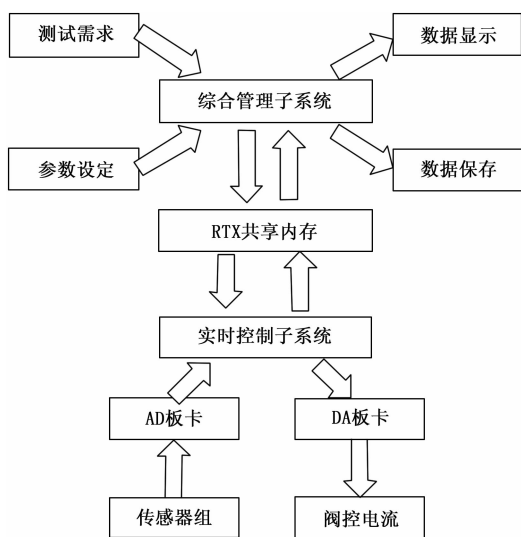 测试需求
数据显示
综合管理子系统
参数设定
数据保存
RTX共享内存
实时控制子系统
AD板卡
DA板卡
传感器组
阀控电流